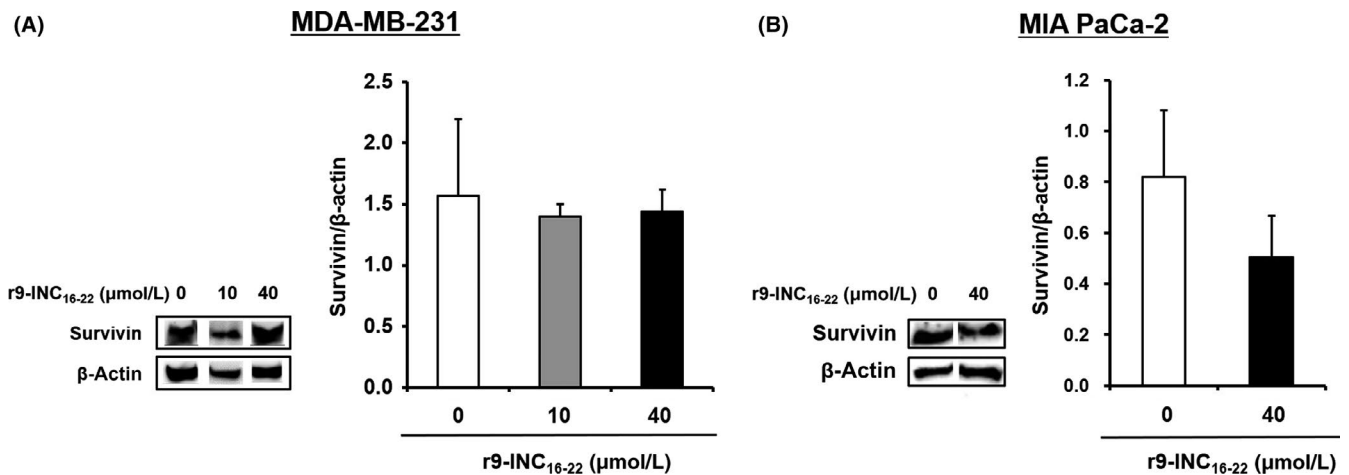 (A)
MDA-MB-231
r9-INC16-22 (μmol/L) 0 10 40
Survivin
β-Actin
Survivin/β-actin
2.5
2.0
1.5
1.0
0.5
0.0
0 10 40
r9-INC16-22 (μmol/L)
(B)
MIA PaCa-2
r9-INC16-22 (μmol/L) 0 40
Survivin
β-Actin
Survivin/β-actin
1.2
1.0
0.8
0.6
0.4
0.2
0.0
0 40
r9-INC16-22 (μmol/L)